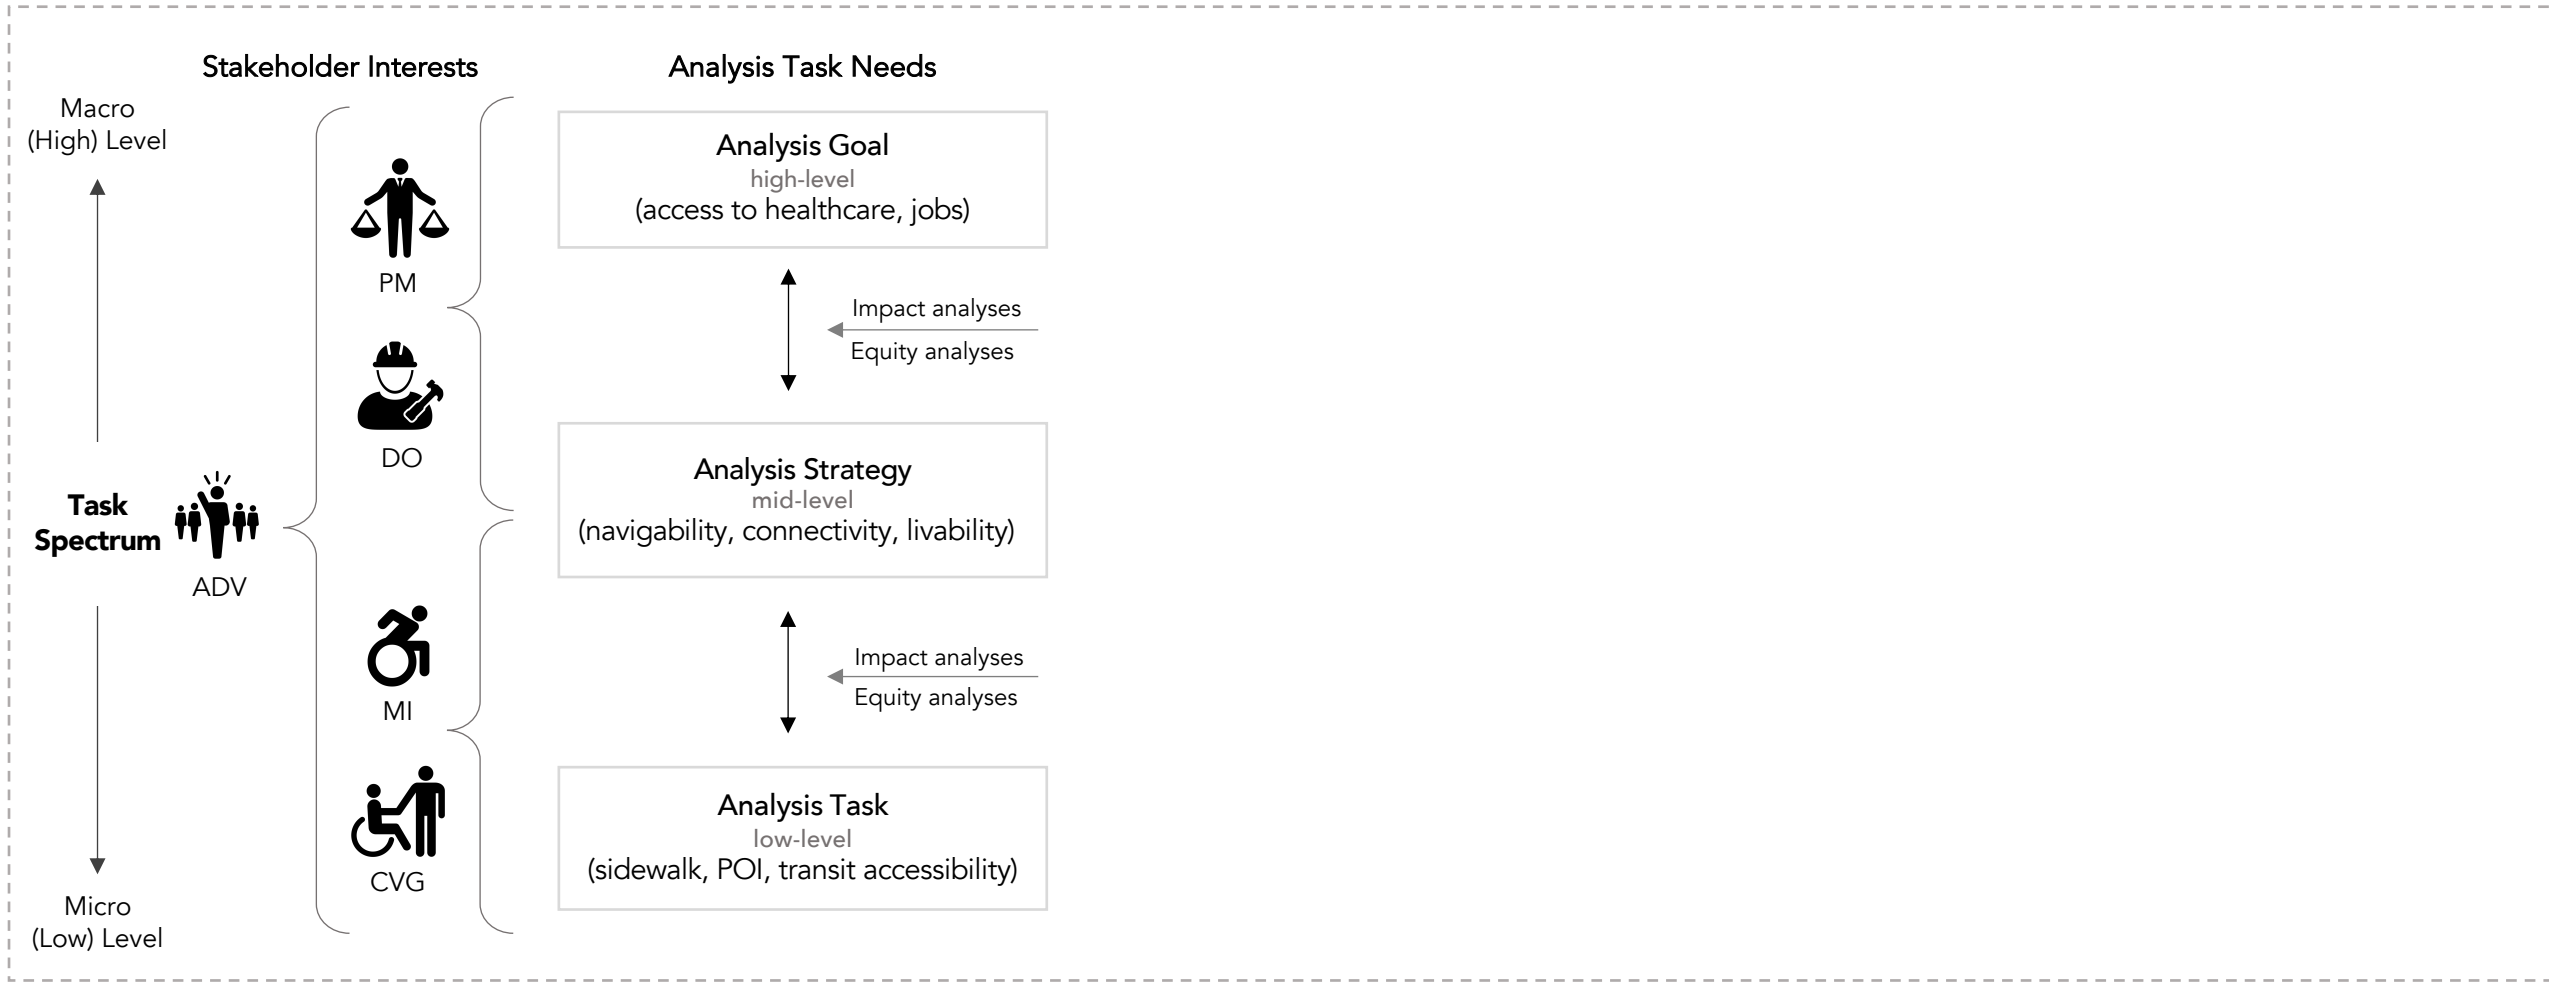 Stakeholder Interests
Analysis Task Needs
Macro
(High) Level
Task
Spectrum
Micro
(Low) Level
ADV
PM
DO
MI
CVG
Analysis Goal
high-level
(access to healthcare, jobs)
Impact analyses
Equity analyses
Analysis Strategy
mid-level
(navigability, connectivity, livability)
Impact analyses
Equity analyses
Analysis Task
low-level
(sidewalk, POI, transit accessibility)